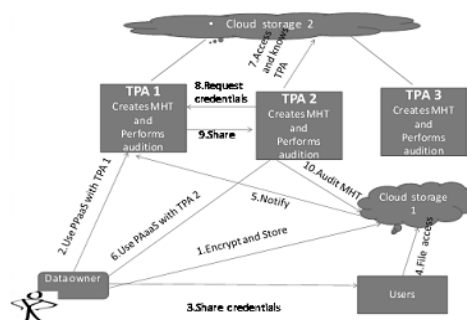 • Cloud storage 2
7.Access
and knows
TPA
TPA 1
Creates MHT
and
Performs
audition
8.Request
credentials
9.Share
TPA 2
Creates MHT
and
Performs
audition
TPA 3
Creates MHT
and
Performs
audition
10.Audit MHT
2.Use PPaaS with TPA 1
6.Use PAaaS with TPA 2
5.Notify
1.Encrypt and Store
Cloud storage
1
4.File access
Data owner
3.Share credentials
Users